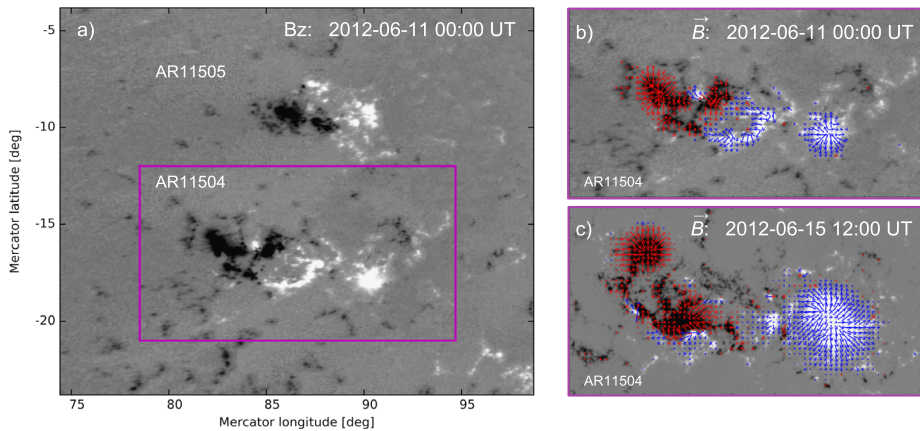 a)
Bz: 2012-06-11 00:00 UT
AR11505
AR11504
-5
-10
-15
-20
Mercator latitude [deg]
75
80
85
90
95
Mercator longitude [deg]
b)
B: 2012-06-11 00:00 UT
AR11504
c)
B: 2012-06-15 12:00 UT
AR11504